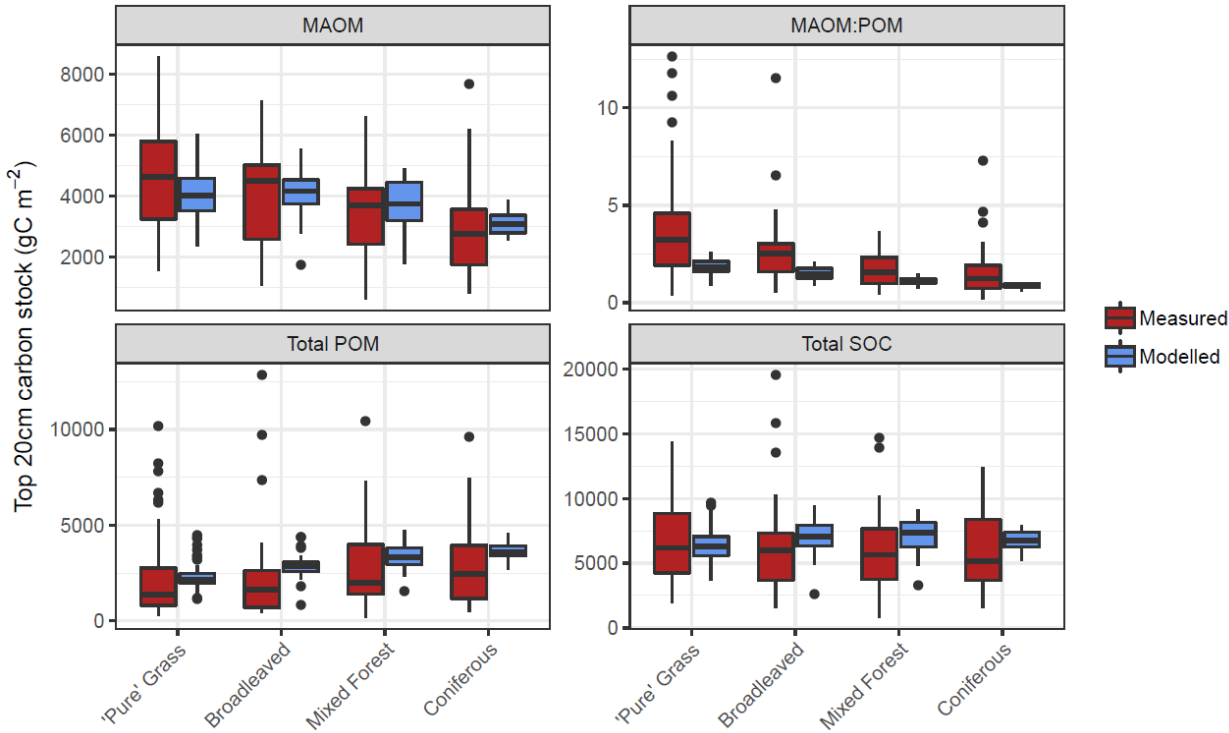 MAOM
MAOM:POM
8000
6000
4000
2000
10
5
0
Total POM
Total SOC
10000
5000
0
20000
15000
10000
5000
0
Top 20cm carbon stock (gC m⁻²)
'Pure' Grass
Broadleaved
Mixed Forest
Coniferous
'Pure' Grass
Broadleaved
Mixed Forest
Coniferous
Measured
Modelled